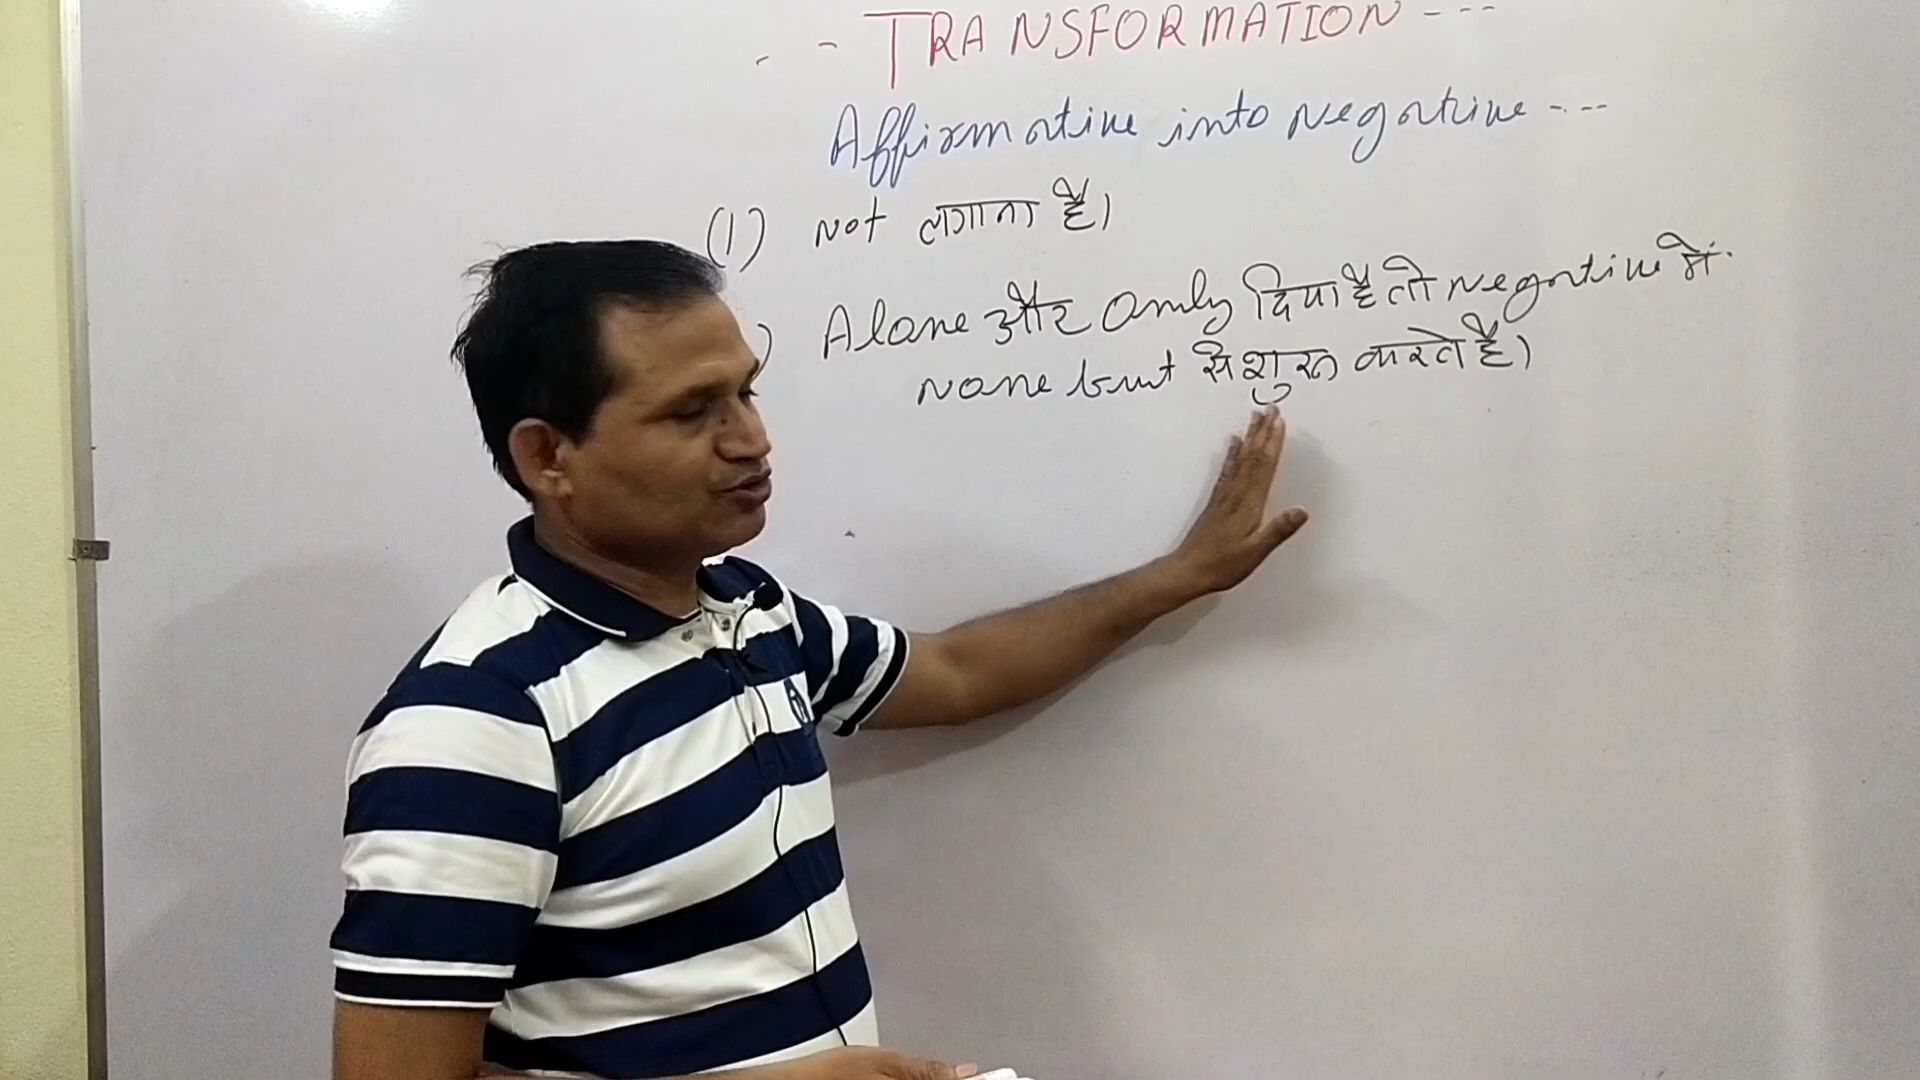 - - TRANSFORMATION - - -
Affirmative into Negative - - -
(1) Not लगाना है।
) Alone और Only दिया है तो Negative में
None but से शुरू करते है।